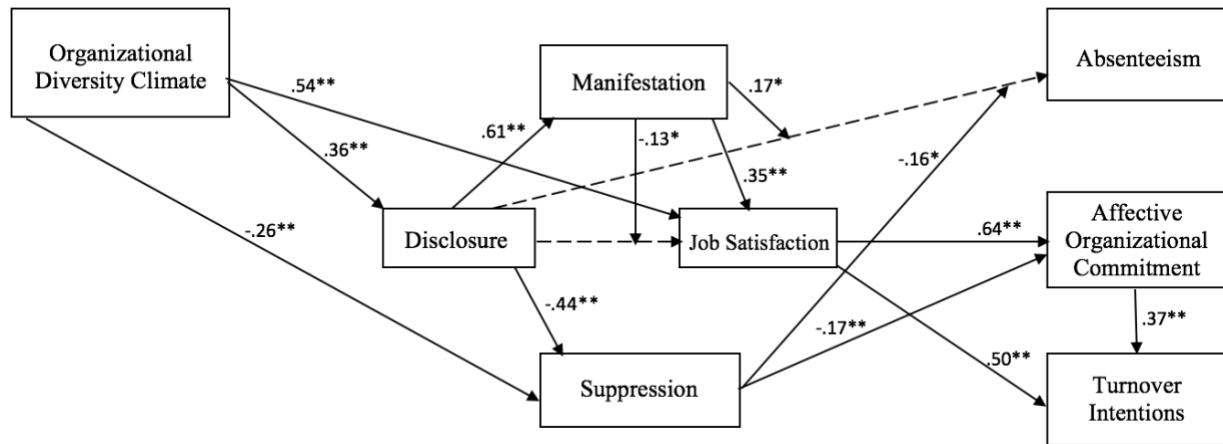 Organizational
Diversity Climate
Manifestation
Absenteeism
.54**
.17*
.61**
-.13*
.36**
-.16*
.35**
Disclosure
Job Satisfaction
.64**
Affective
Organizational
Commitment
-.26**
-.44**
-.17**
.37**
.50**
Suppression
Turnover
Intentions